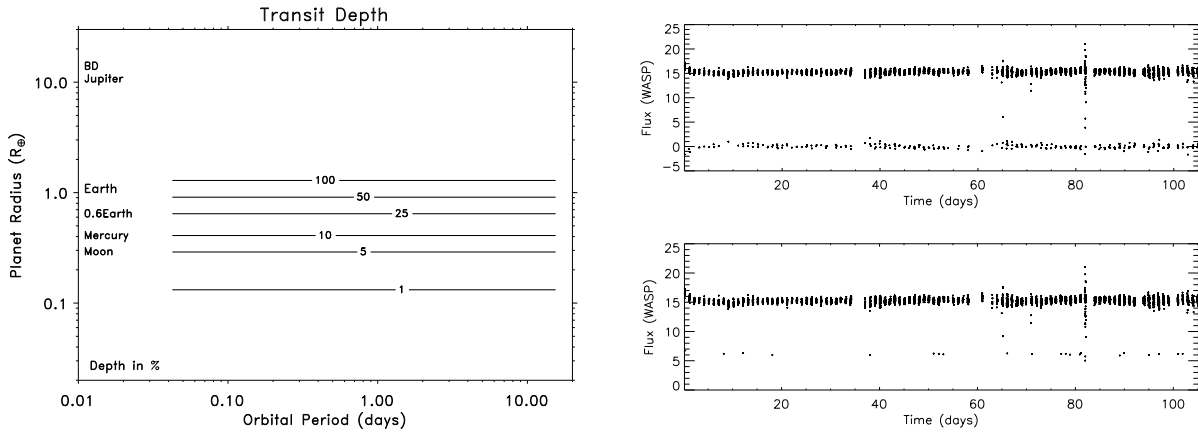 Transit Depth
Planet Radius (R⊕)
10.0
1.0
0.1
BD
Jupiter
Earth
0.6Earth
Mercury
Moon
100
50
25
10
5
1
Depth in %
0.01 0.10 1.00 10.00
Orbital Period (days)
Flux (WASP)
25
20
15
10
5
0
−5
20 40 60 80 100
Time (days)
Flux (WASP)
25
20
15
10
5
0
20 40 60 80 100
Time (days)